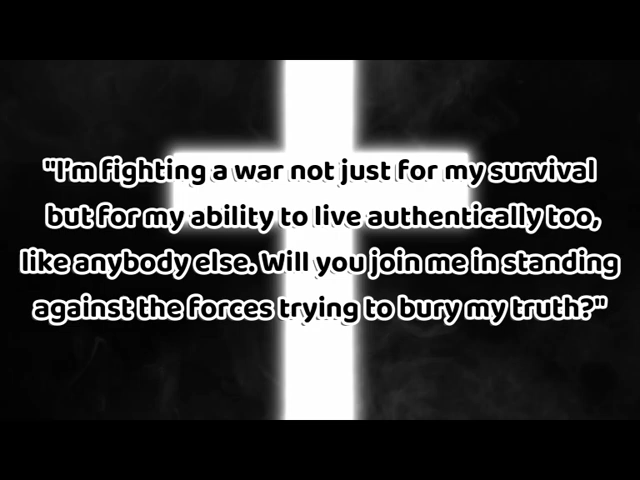 "I'm fighting a war not just for my survival
but for my ability to live authentically too,
like anybody else. Will you join me in standing
against the forces trying to bury my truth?"